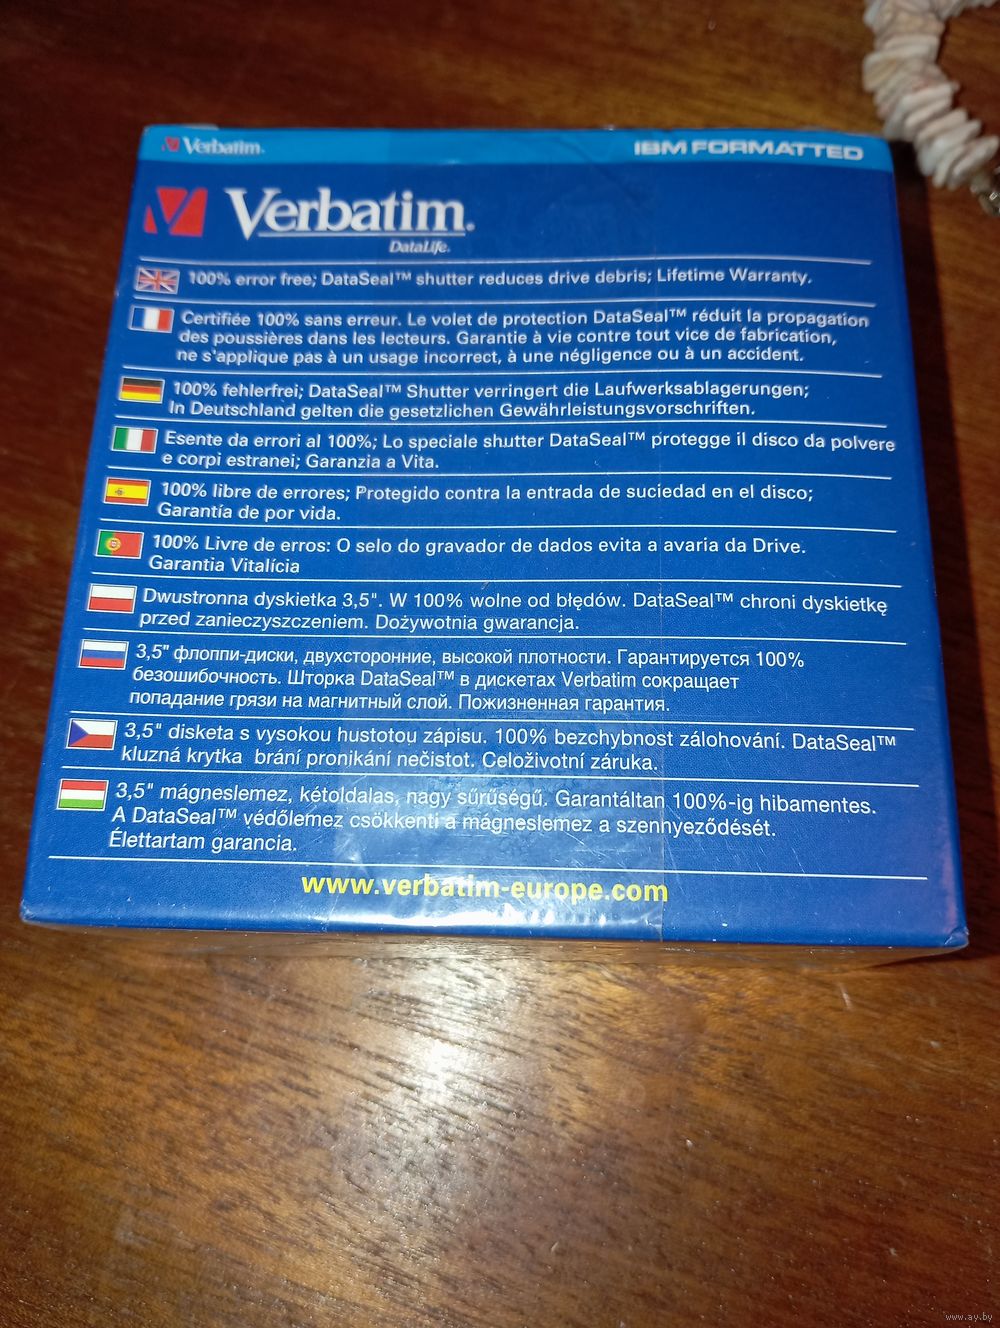 Verbatim. IBM FORMATTED
Verbatim.
DataLife.
100% error free; DataSeal™ shutter reduces drive debris; Lifetime Warranty.
Certifiée 100% sans erreur. Le volet de protection DataSeal™ réduit la propagation
des poussières dans les lecteurs. Garantie à vie contre tout vice de fabrication,
ne s'applique pas à un usage incorrect, à une négligence ou à un accident.
100% fehlerfrei; DataSeal™ Shutter verringert die Laufwerksablagerungen;
In Deutschland gelten die gesetzlichen Gewährleistungsvorschriften.
Esente da errori al 100%; Lo speciale shutter DataSeal™ protegge il disco da polvere
e corpi estranei; Garanzia a Vita.
100% libre de errores; Protegido contra la entrada de suciedad en el disco;
Garantía de por vida.
100% Livre de erros: O selo do gravador de dados evita a avaria da Drive.
Garantia Vitalícia
Dwustronna dyskietka 3,5". W 100% wolne od błędów. DataSeal™ chroni dyskietkę
przed zanieczyszczeniem. Dożywotnia gwarancja.
3,5" флоппи-диски, двухсторонние, высокой плотности. Гарантируется 100%
безошибочность. Шторка DataSeal™ в дискетах Verbatim сокращает
попадание грязи на магнитный слой. Пожизненная гарантия.
3,5" disketa s vysokou hustotou zápisu. 100% bezchybnost zálohování. DataSeal™
kluzná krytka brání pronikání nečistot. Celoživotní záruka.
3,5" mágneslemez, kétoldalas, nagy sűrűségű. Garantáltan 100%-ig hibamentes.
A DataSeal™ védőlemez csökkenti a mágneslemez a szennyeződését.
Élettartam garancia.
www.verbatim-europe.com
www.ay.by